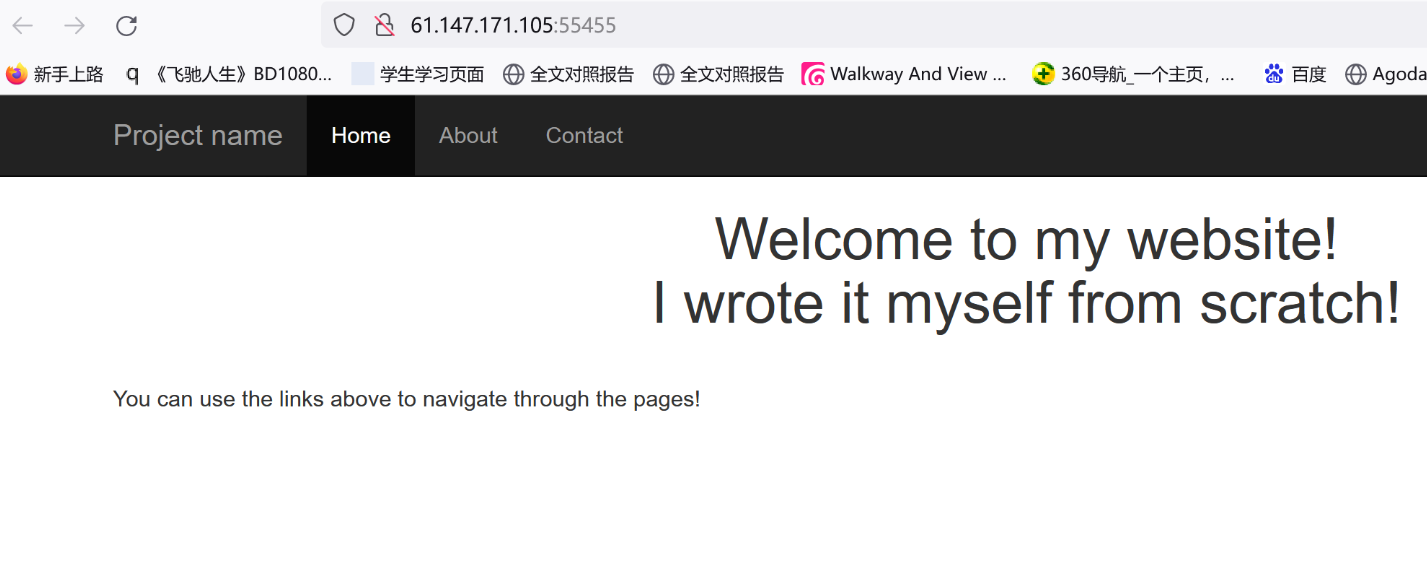 61.147.171.105:55455
新手上路 《飞驰人生》BD1080... 学生学习页面 全文对照报告 全文对照报告 Walkway And View ... 360导航_一个主页，... 百度 Agoda
Project name Home About Contact
Welcome to my website!
I wrote it myself from scratch!
You can use the links above to navigate through the pages!